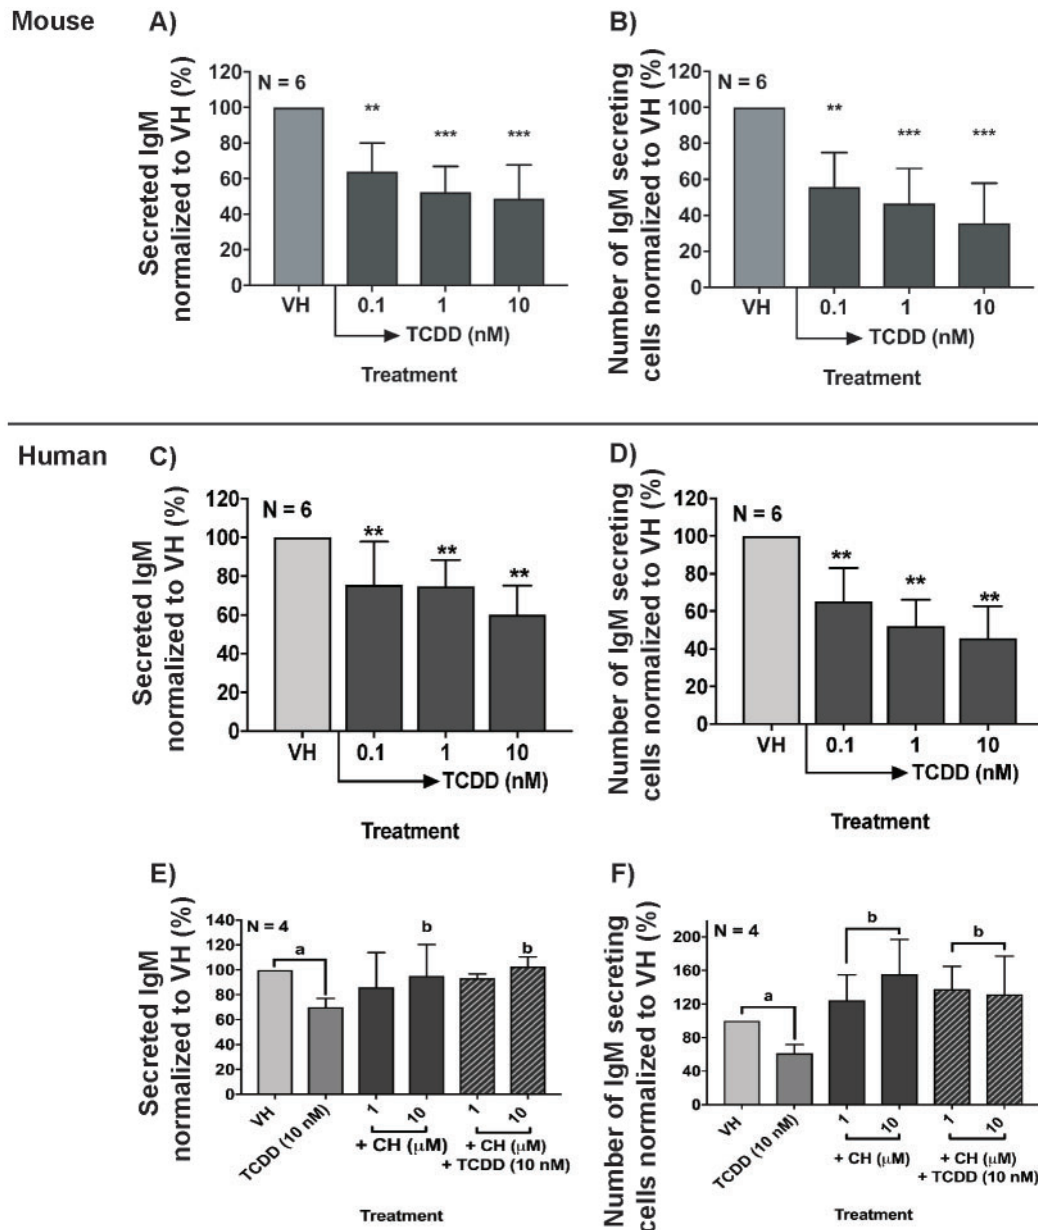 Mouse
A)
Secreted IgM
normalized to VH (%)
120
100
80
60
40
20
0
N = 6
**
***
***
VH
0.1
1
10
TCDD (nM)
Treatment
B)
Number of IgM secreting
cells normalized to VH (%)
120
100
80
60
40
20
0
N = 6
**
***
***
VH
0.1
1
10
TCDD (nM)
Treatment
Human
C)
Secreted IgM
normalized to VH (%)
120
100
80
60
40
20
0
N = 6
**
**
**
VH
0.1
1
10
TCDD (nM)
Treatment
D)
Number of IgM secreting
cells normalized to VH (%)
120
100
80
60
40
20
0
N = 6
**
**
**
VH
0.1
1
10
TCDD (nM)
Treatment
E)
Secreted IgM
normalized to VH (%)
140
120
100
80
60
40
20
0
N = 4
a
b
b
VH
TCDD (10 nM)
1
10
1
10
+ CH (μM)
+ CH (μM)
+ TCDD (10 nM)
Treatment
F)
Number of IgM secreting
cells normalized to VH (%)
200
160
120
80
40
0
N = 4
a
b
b
VH
TCDD (10 nM)
1
10
1
10
+ CH (μM)
+ CH (μM)
+ TCDD (10 nM)
Treatment